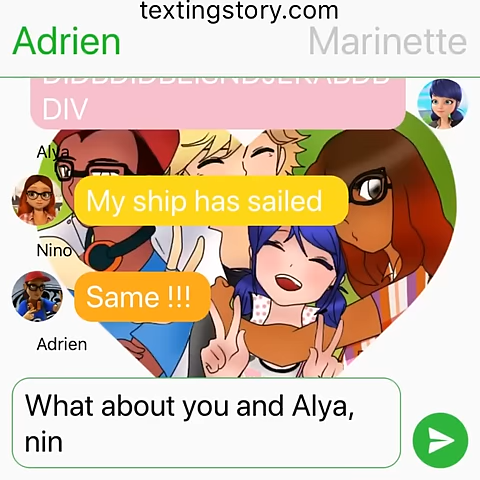 textingstory.com
Adrien
Marinette
DIV
Alya
My ship has sailed
Nino
Same !!!
Adrien
What about you and Alya,
nin